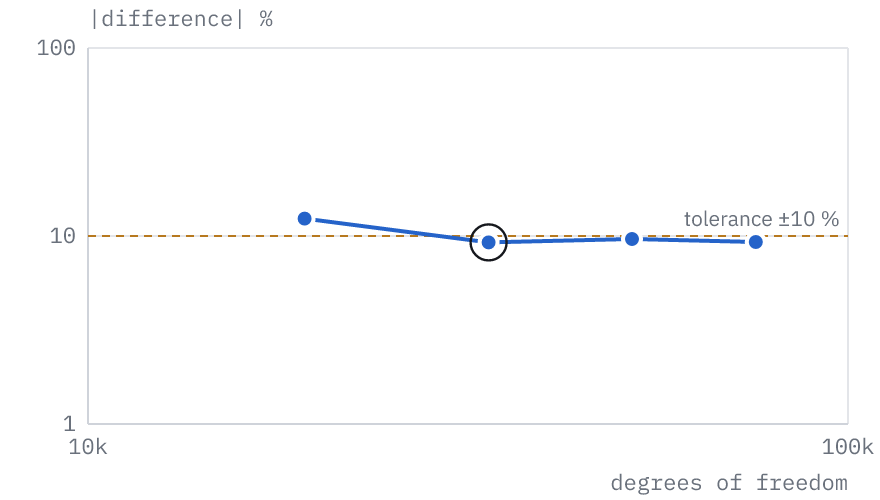 |difference| %
100
tolerance ±10 %
10
1
10k 100k
degrees of freedom